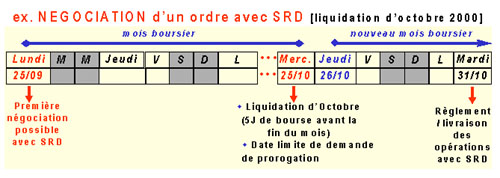 ex. NEGOCIATION d'un ordre avec SRD [liquidation d'octobre 2000]
mois boursier nouveau mois boursier
Lundi M M Jeudi V S D L ••• Merc. Jeudi V S D L Mardi
25/09 ••• 25/10 26/10 31/10
Première
négociation
possible
avec SRD
Liquidation d'Octobre
(5J de bourse avant la
fin du mois)
Date limite de demande
de prorogation
Règlement
/ livraison
des
opérations
avec SRD